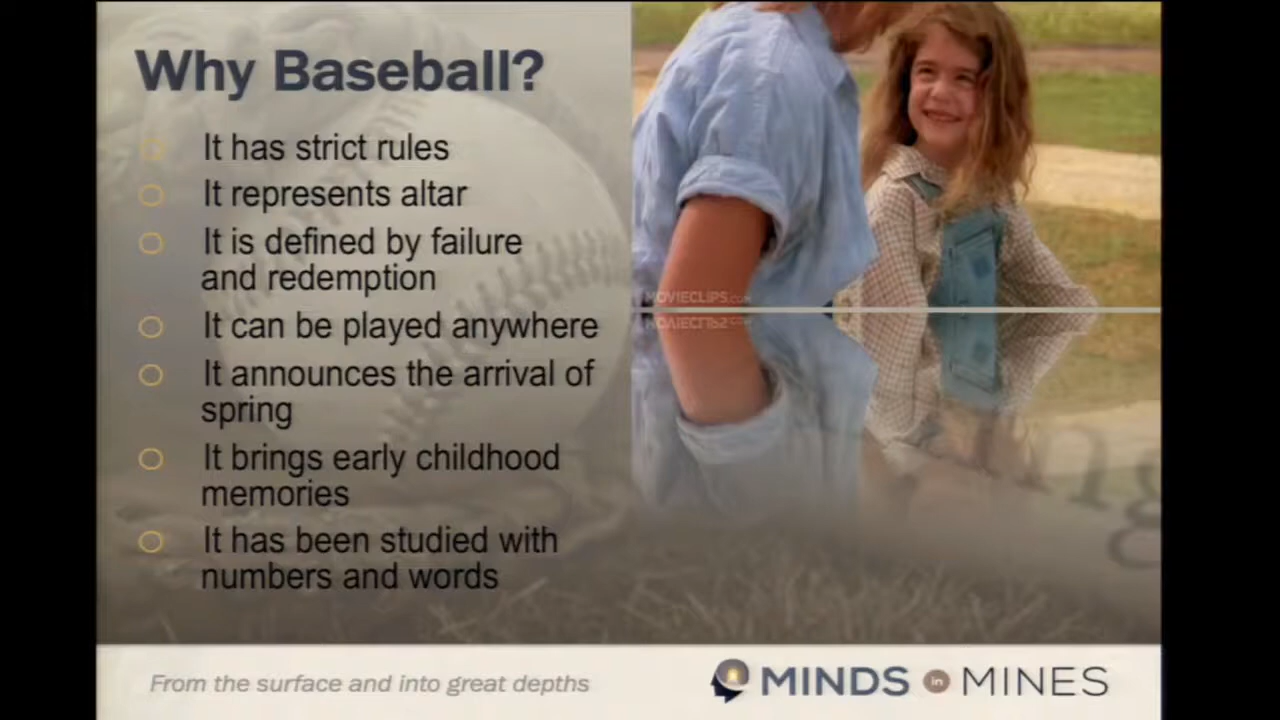 Why Baseball?
It has strict rules
It represents altar
It is defined by failure
and redemption
It can be played anywhere
It announces the arrival of
spring
It brings early childhood
memories
It has been studied with
numbers and words
MOVIECLIPS.com
From the surface and into great depths
MINDS in MINES